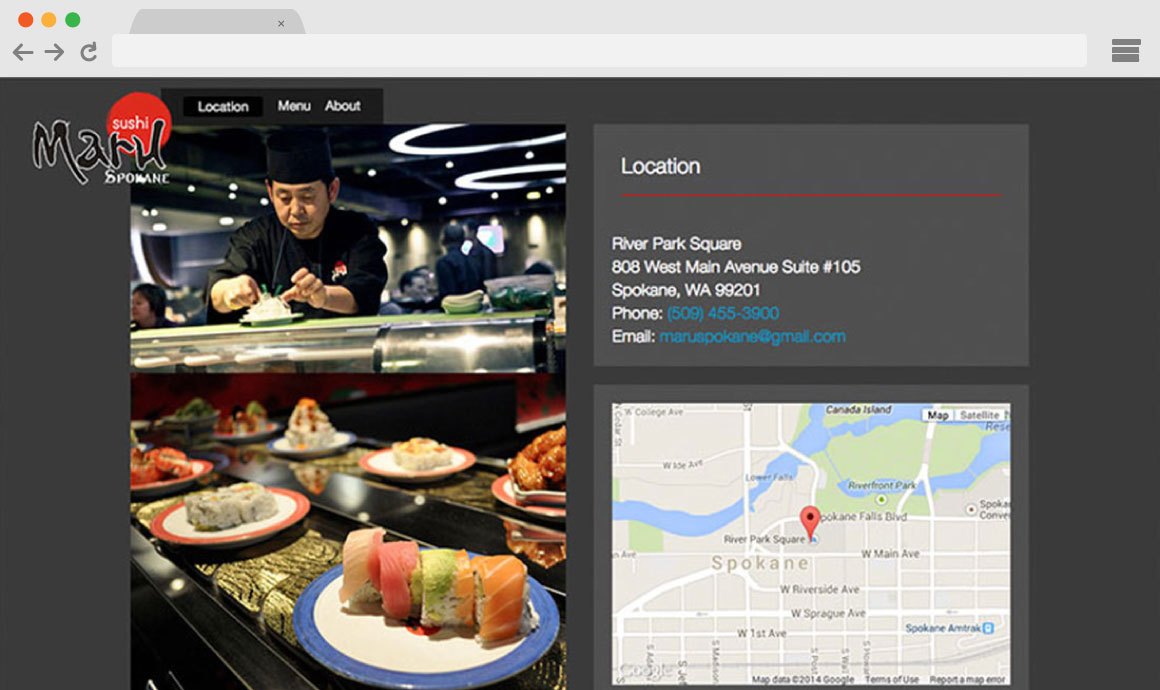 ×
Location Menu About
sushi
Maru
SPOKANE
Location
River Park Square
808 West Main Avenue Suite #105
Spokane, WA 99201
Phone: (509) 455-3900
Email: maruspokane@gmail.com
W College Ave
Canada Island
Map Satellite
N Cedar St
W Ide Ave
Lower Falls
Riverfront Park
Spokane Falls Blvd
River Park Square
W Main Ave
Spokane
W Riverside Ave
W Sprague Ave
W 1st Ave
Spokane Amtrak
Google
Map data ©2014 Google Terms of Use Report a map error